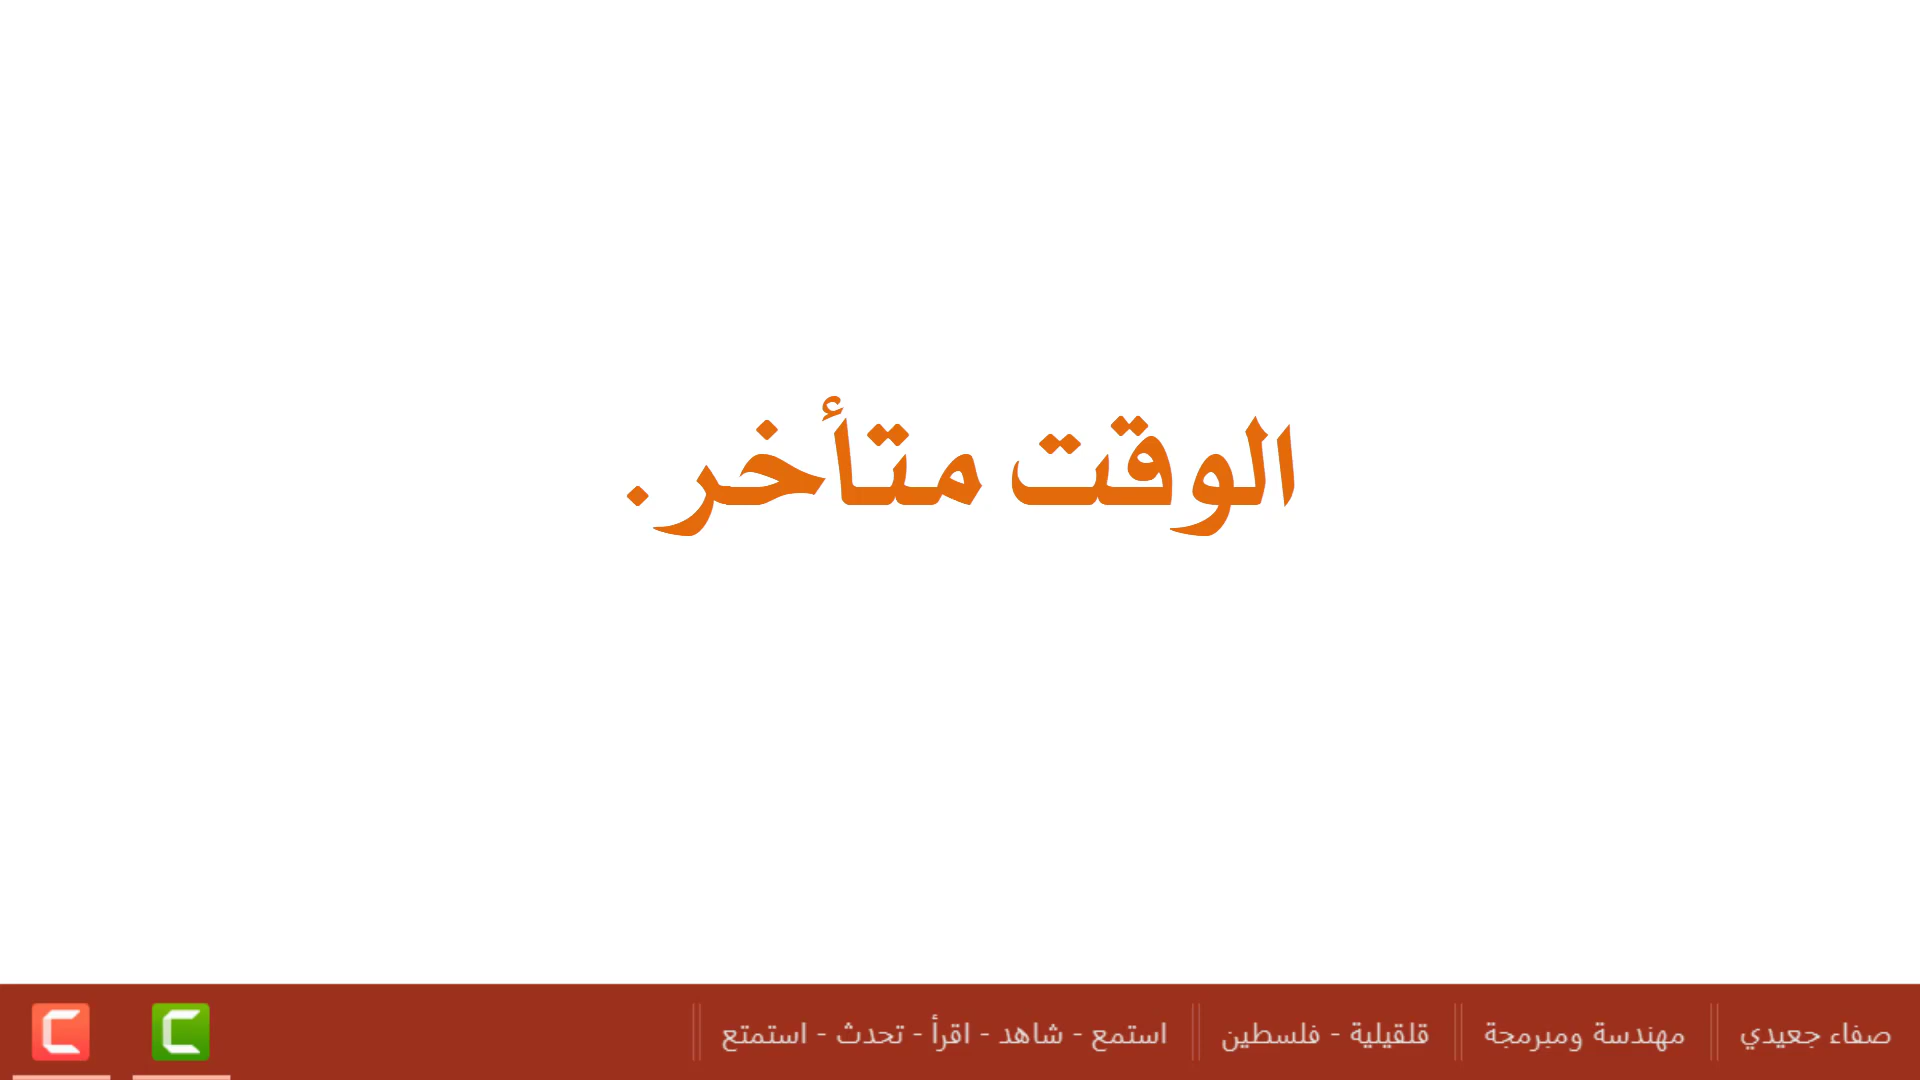 الوقت متأخر.
صفاء جعيدي
مهندسة ومبرمجة
قلقيلية - فلسطين
استمع - شاهد - اقرأ - تحدث - استمتع